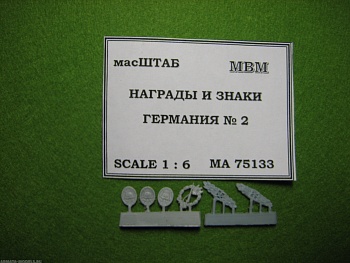 масШТАБ МВМ
НАГРАДЫ И ЗНАКИ
ГЕРМАНИЯ № 2
SCALE 1 : 6 МА 75133